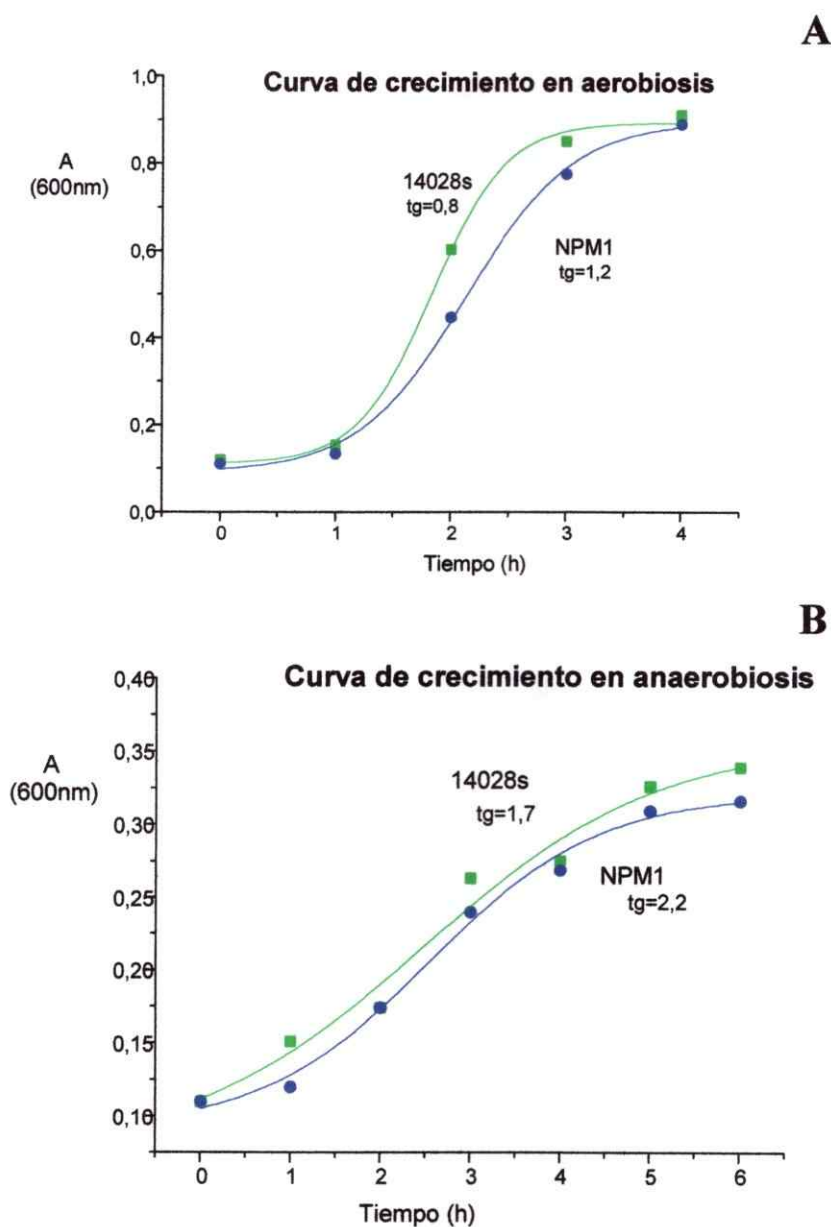 A
Curva de crecimiento en aerobiosis
1,0
0,8
0,6
0,4
0,2
0,0
A
(600nm)
14028s
tg=0,8
NPM1
tg=1,2
0 1 2 3 4
Tiempo (h)
B
Curva de crecimiento en anaerobiosis
0,40
0,35
0,30
0,25
0,20
0,15
0,10
A
(600nm)
14028s
tg=1,7
NPM1
tg=2,2
0 1 2 3 4 5 6
Tiempo (h)